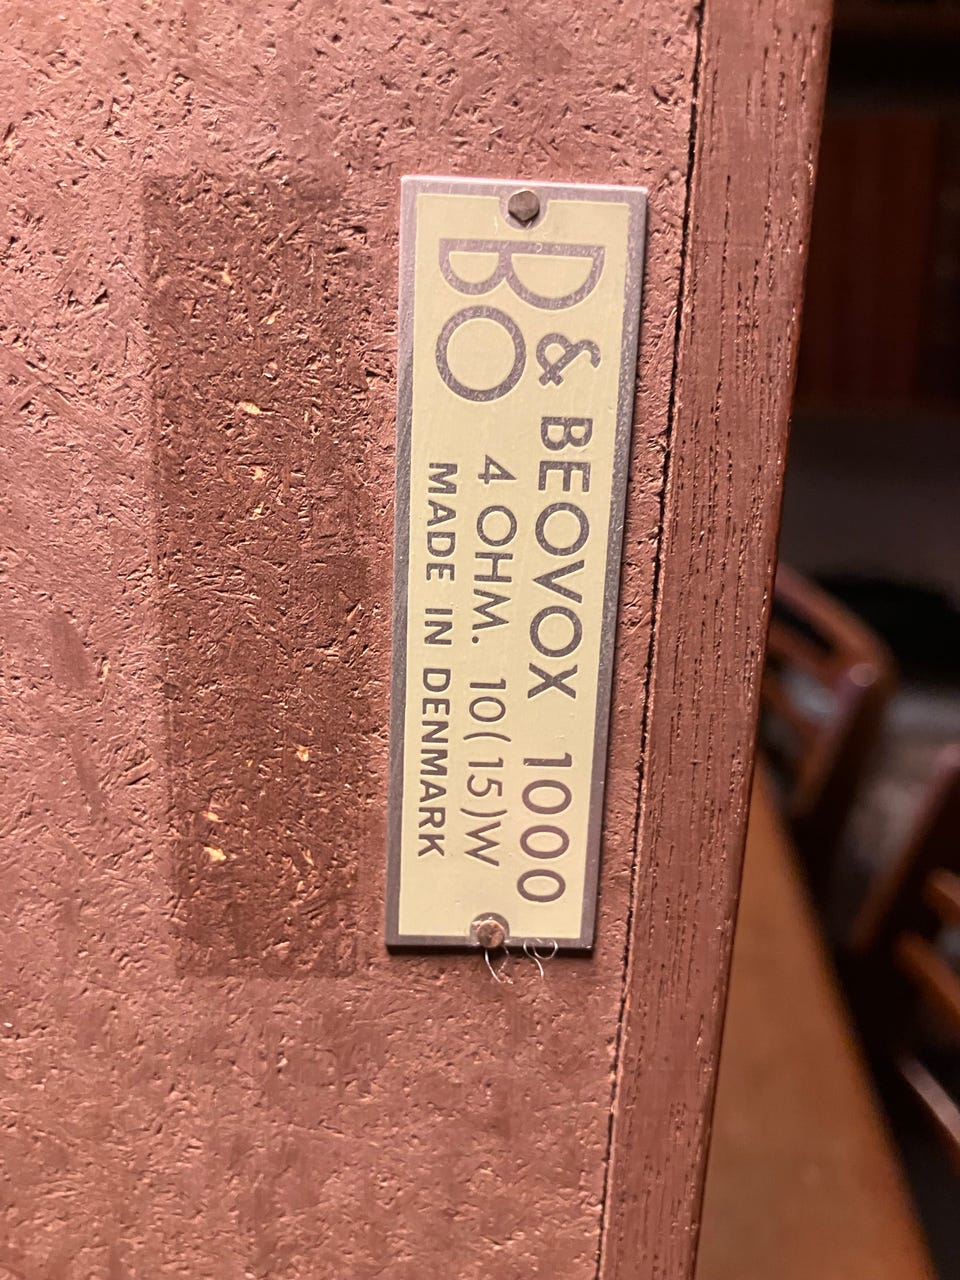 B&O
BEOVOX 1000
4 OHM. 10(15)W
MADE IN DENMARK